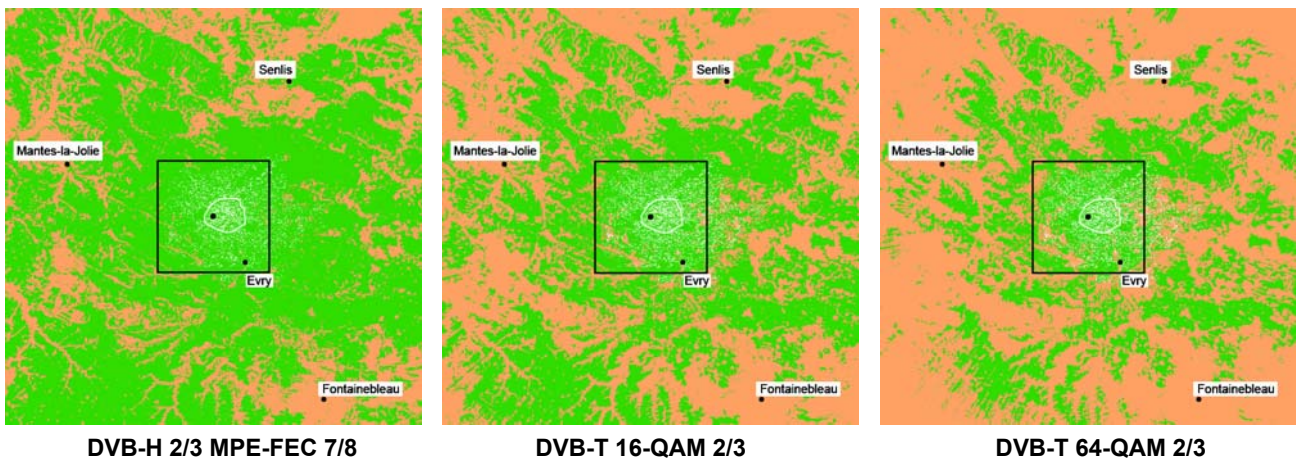 Senlis
Mantes-la-Jolie
Evry
Fontainebleau
DVB-H 2/3 MPE-FEC 7/8
Senlis
Mantes-la-Jolie
Evry
Fontainebleau
DVB-T 16-QAM 2/3
Senlis
Mantes-la-Jolie
Evry
Fontainebleau
DVB-T 64-QAM 2/3